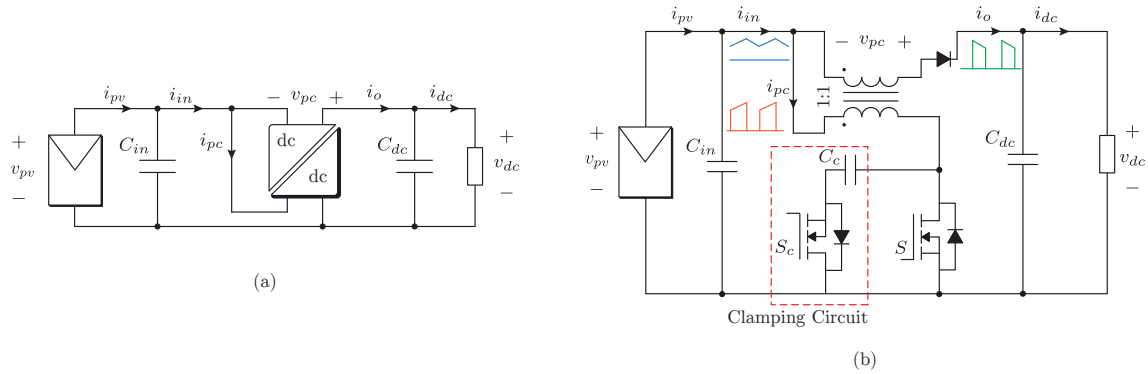 i_pv i_in − v_pc + i_o i_dc
+ v_pv −
C_in
i_pc
dc
dc
C_dc
+ v_dc −
(a)
i_pv i_in − v_pc + i_o i_dc
i_pc
1:1
+ v_pv −
C_in
C_c
C_dc
+ v_dc −
S_c
S
Clamping Circuit
(b)